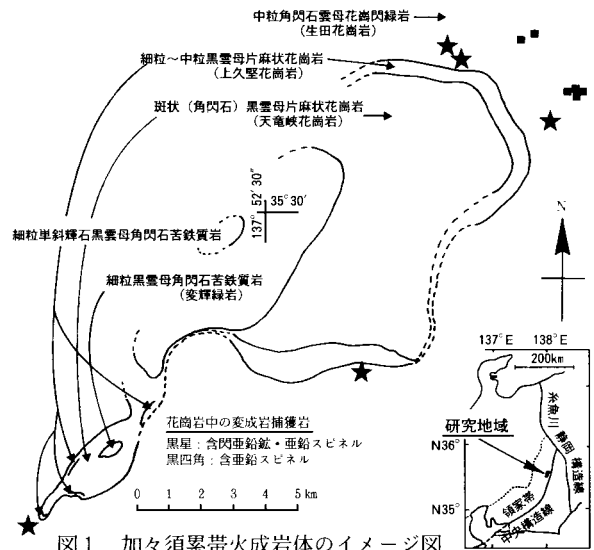 中粒角閃石雲母花崗閃緑岩
(生田花崗岩)
細粒～中粒黒雲母片麻状花崗岩
(上久堅花崗岩)
斑状(角閃石)黒雲母片麻状花崗岩
(天竜峡花崗岩)
137° 52′ 30″
35°30′
細粒単斜輝石黒雲母角閃石苦鉄質岩
細粒黒雲母角閃石苦鉄質岩
(変輝緑岩)
N
花崗岩中の変成岩捕獲岩
黒星：含閃亜鉛鉱・亜鉛スピネル
黒四角：含亜鉛スピネル
0 1 2 3 4 5 km
137°E 138°E
200km
糸魚川 静岡 構造線
研究地域
N36°
N35°
領家帯
中央構造線
図1 加々須累帯火成岩体のイメージ図